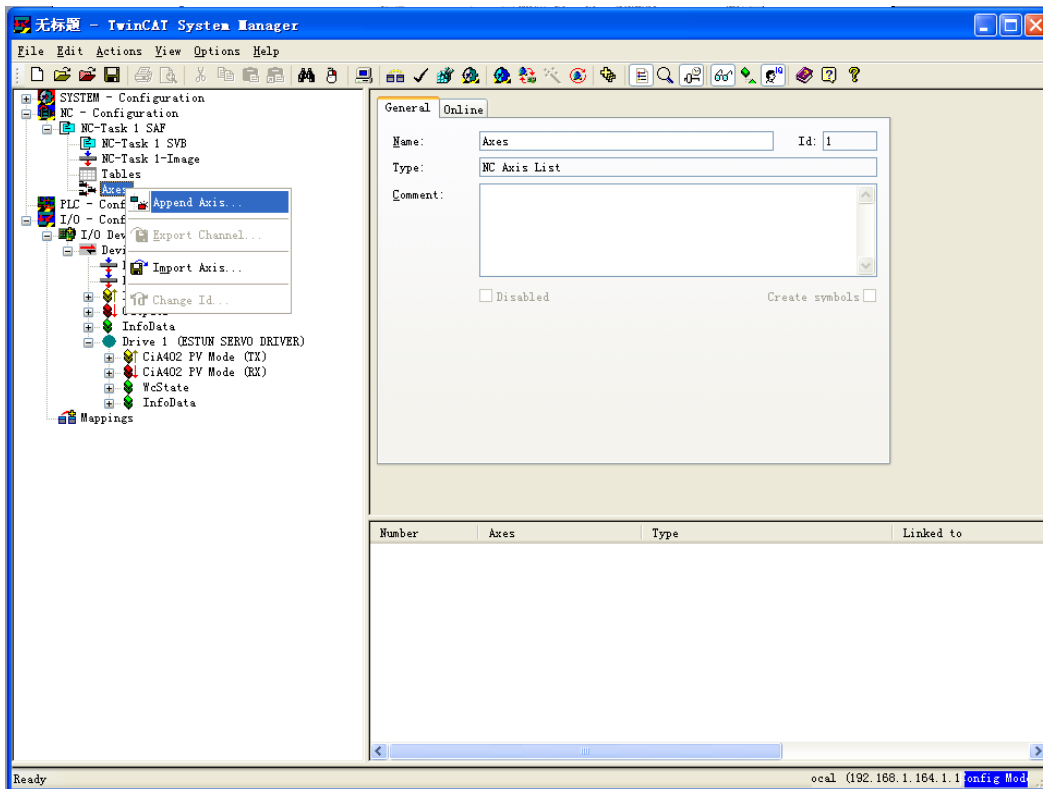 无标题 - TwinCAT System Manager
File Edit Actions View Options Help
SYSTEM - Configuration
NC - Configuration
NC-Task 1 SAF
NC-Task 1 SVB
NC-Task 1-Image
Tables
Axes
PLC - Conf
I/O - Conf
I/O Dev
Devi
InfoData
Drive 1 (ESTUN SERVO DRIVER)
CiA402 PV Mode (TX)
CiA402 PV Mode (RX)
WcState
InfoData
Mappings
Append Axis...
Export Channel...
Import Axis...
Change Id...
General Online
Name: Axes Id: 1
Type: NC Axis List
Comment:
Disabled Create symbols
Number Axes Type Linked to
Ready ocal (192.168.1.164.1.1 onfig Mod